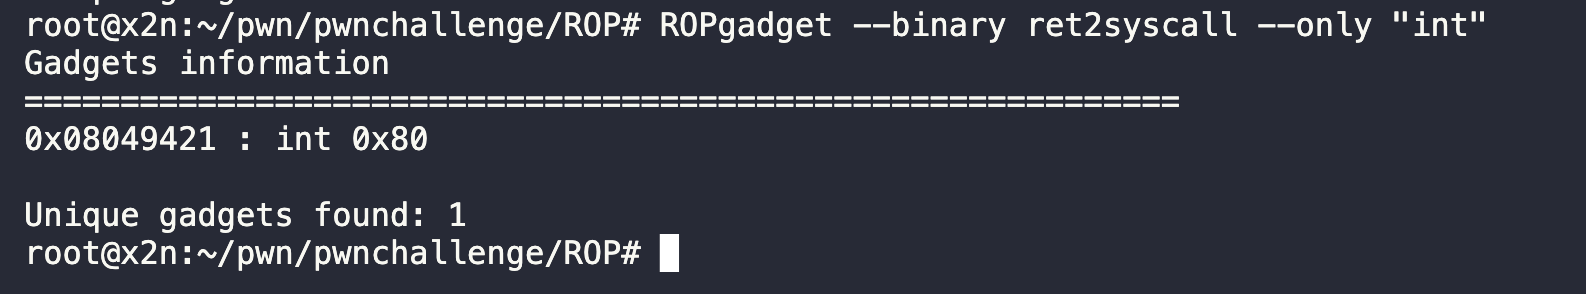 root@x2n:~/pwn/pwnchallenge/ROP# ROPgadget --binary ret2syscall --only "int"
Gadgets information
============================================================
0x08049421 : int 0x80
Unique gadgets found: 1
root@x2n:~/pwn/pwnchallenge/ROP#